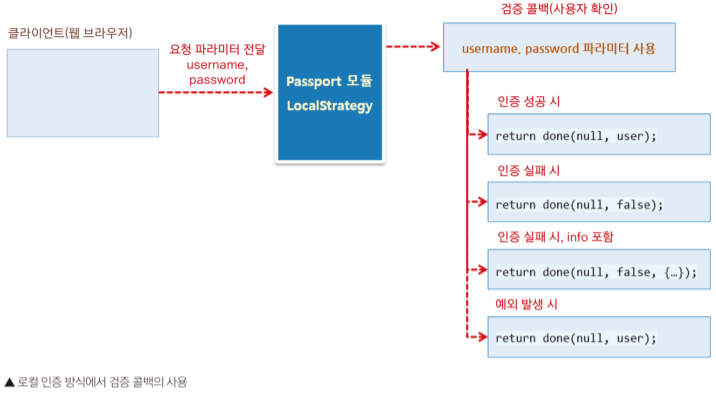 클라이언트(웹 브라우저)
요청 파라미터 전달
username,
password
Passport 모듈
LocalStrategy
검증 콜백(사용자 확인)
username, password 파라미터 사용
인증 성공 시
return done(null, user);
인증 실패 시
return done(null, false);
인증 실패 시, info 포함
return done(null, false, {…});
예외 발생 시
return done(null, user);
▲ 로컬 인증 방식에서 검증 콜백의 사용